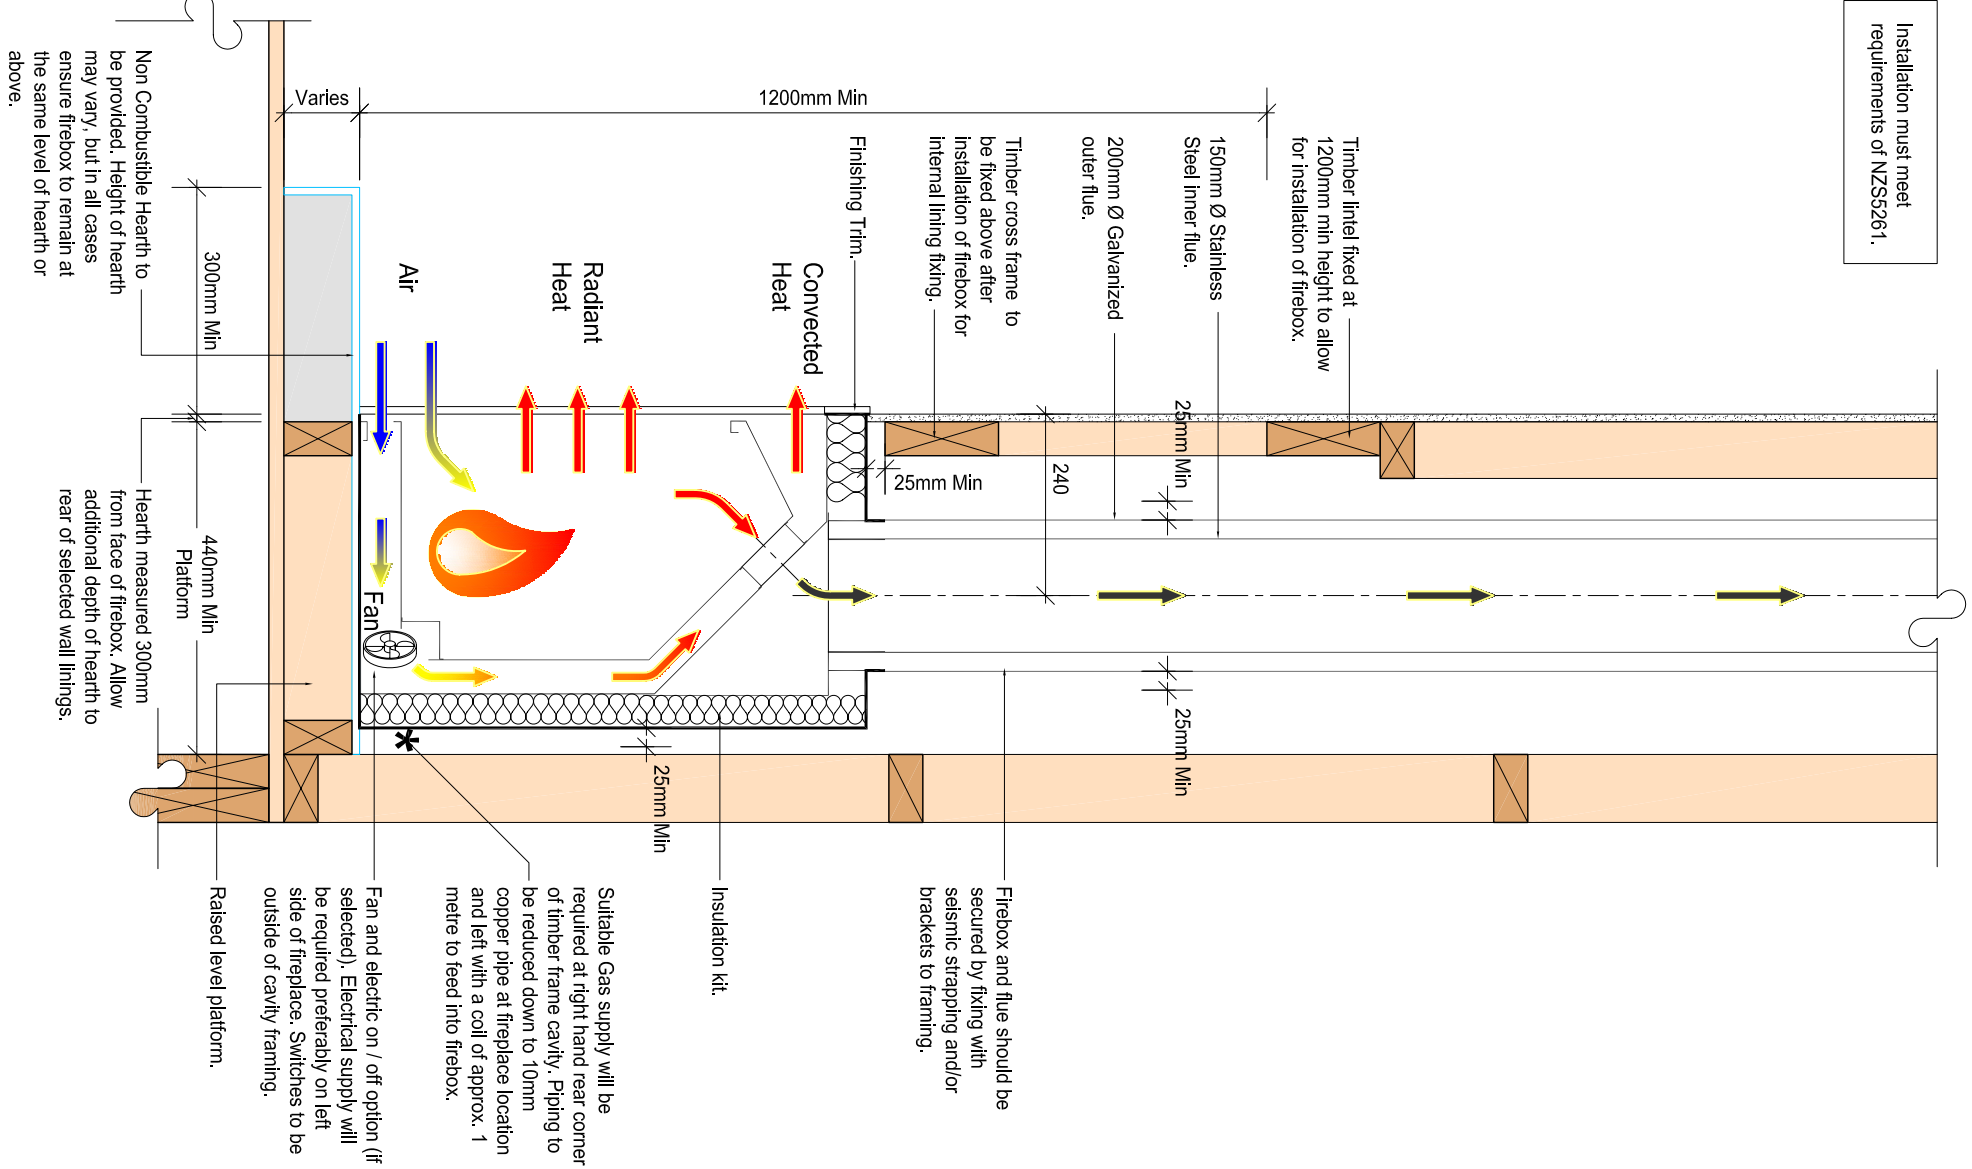 Installation must meet
requirements of NZS5261.
Timber lintel fixed at
1200mm min height to allow
for installation of firebox.
150mm Ø Stainless
Steel inner flue.
200mm Ø Galvanized
outer flue.
Timber cross frame to
be fixed above after
installation of firebox for
internal lining fixing.
Finishing Trim.
1200mm Min
Varies
25mm Min
25mm Min
240
25mm Min
25mm Min
Convected
Heat
Radiant
Heat
Air
Fan
*
Non Combustible Hearth to
be provided. Height of hearth
may vary, but in all cases
ensure firebox to remain at
the same level of hearth or
above.
300mm Min
440mm Min
Platform
Hearth measured 300mm
from face of firebox. Allow
additional depth of hearth to
rear of selected wall linings.
Firebox and flue should be
secured by fixing with
seismic strapping and/or
brackets to framing.
Insulation kit.
Suitable Gas supply will be
required at right hand rear corner
of timber frame cavity. Piping to
be reduced down to 10mm
copper pipe at fireplace location
and left with a coil of approx. 1
metre to feed into firebox.
Fan and electric on / off option (if
selected). Electrical supply will
be required preferably on left
side of fireplace. Switches to be
outside of cavity framing.
Raised level platform.